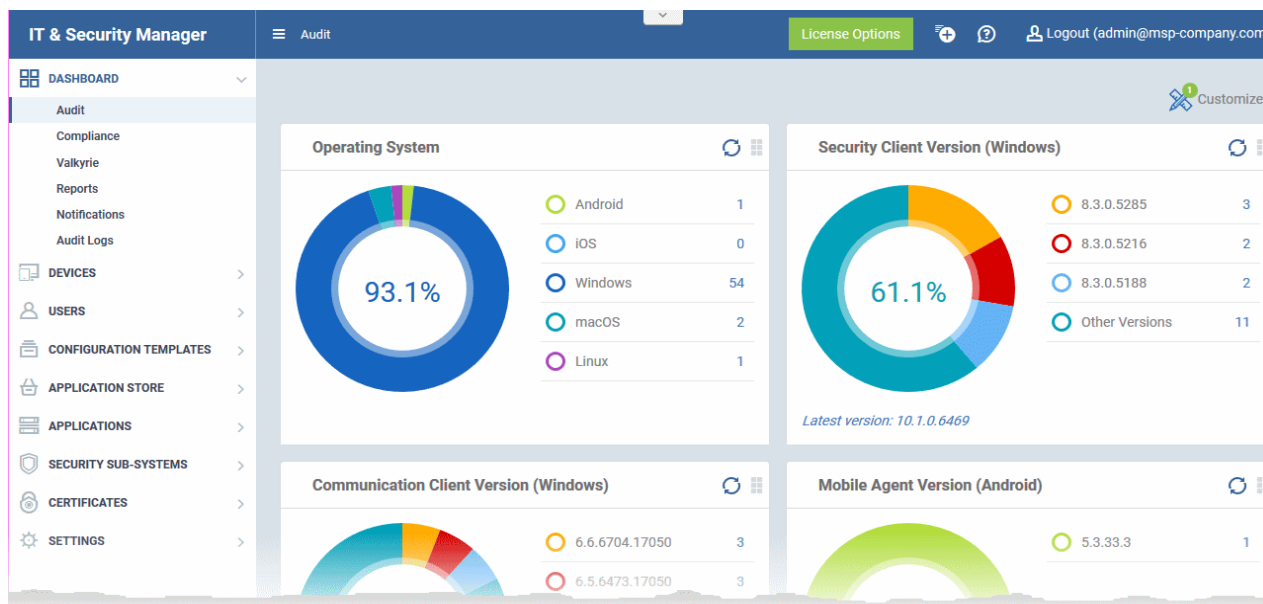 IT & Security Manager
Audit
License Options
Logout (admin@msp-company.com
DASHBOARD
Audit
Compliance
Valkyrie
Reports
Notifications
Audit Logs
DEVICES
USERS
CONFIGURATION TEMPLATES
APPLICATION STORE
APPLICATIONS
SECURITY SUB-SYSTEMS
CERTIFICATES
SETTINGS
1
Customize
Operating System
93.1%
Android 1
iOS 0
Windows 54
macOS 2
Linux 1
Security Client Version (Windows)
61.1%
8.3.0.5285 3
8.3.0.5216 2
8.3.0.5188 2
Other Versions 11
Latest version: 10.1.0.6469
Communication Client Version (Windows)
6.6.6704.17050 3
6.5.6473.17050 3
Mobile Agent Version (Android)
5.3.33.3 1